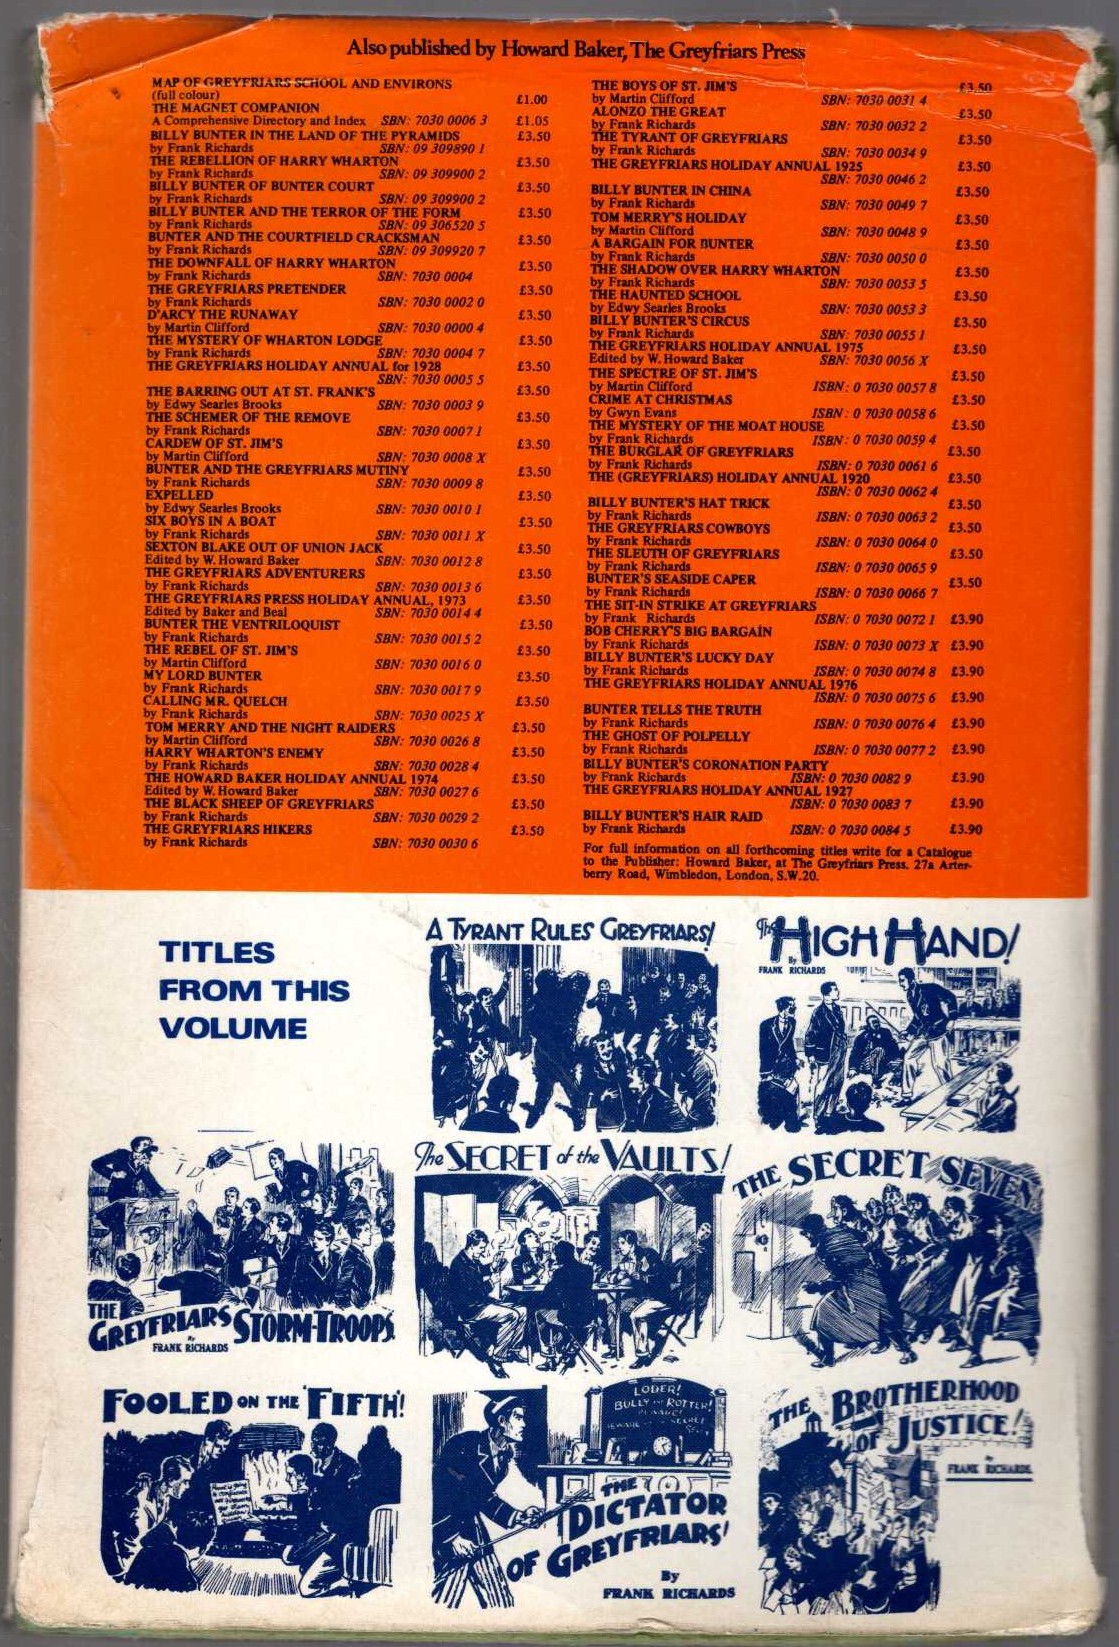 Also published by Howard Baker, The Greyfriars Press
MAP OF GREYFRIARS SCHOOL AND ENVIRONS
(full colour) £1.00
THE MAGNET COMPANION
A Comprehensive Directory and Index SBN: 7030 0006 3 £1.05
BILLY BUNTER IN THE LAND OF THE PYRAMIDS £3.50
by Frank Richards SBN: 09 309890 1
THE REBELLION OF HARRY WHARTON £3.50
by Frank Richards SBN: 09 309900 2
BILLY BUNTER OF BUNTER COURT £3.50
by Frank Richards SBN: 09 309900 2
BILLY BUNTER AND THE TERROR OF THE FORM £3.50
by Frank Richards SBN: 09 306520 5
BUNTER AND THE COURTFIELD CRACKSMAN £3.50
by Frank Richards SBN: 09 309920 7
THE DOWNFALL OF HARRY WHARTON £3.50
by Frank Richards SBN: 7030 0004
THE GREYFRIARS PRETENDER £3.50
by Frank Richards SBN: 7030 0002 0
D'ARCY THE RUNAWAY £3.50
by Martin Clifford SBN: 7030 0000 4
THE MYSTERY OF WHARTON LODGE £3.50
by Frank Richards SBN: 7030 0004 7
THE GREYFRIARS HOLIDAY ANNUAL for 1928 £3.50
SBN: 7030 0005 5
THE BARRING OUT AT ST. FRANK'S £3.50
by Edwy Searles Brooks SBN: 7030 0003 9
THE SCHEMER OF THE REMOVE £3.50
by Frank Richards SBN: 7030 0007 1
CARDEW OF ST. JIM'S £3.50
by Martin Clifford SBN: 7030 0008 X
BUNTER AND THE GREYFRIARS MUTINY £3.50
by Frank Richards SBN: 7030 0009 8
EXPELLED £3.50
by Edwy Searles Brooks SBN: 7030 0010 1
SIX BOYS IN A BOAT £3.50
by Frank Richards SBN: 7030 0011 X
SEXTON BLAKE OUT OF UNION JACK £3.50
Edited by W. Howard Baker SBN: 7030 0012 8
THE GREYFRIARS ADVENTURERS £3.50
by Frank Richards SBN: 7030 0013 6
THE GREYFRIARS PRESS HOLIDAY ANNUAL, 1973 £3.50
Edited by Baker and Beal SBN: 7030 0014 4
BUNTER THE VENTRILOQUIST £3.50
by Frank Richards SBN: 7030 0015 2
THE REBEL OF ST. JIM'S £3.50
by Martin Clifford SBN: 7030 0016 0
MY LORD BUNTER £3.50
by Frank Richards SBN: 7030 0017 9
CALLING MR. QUELCH £3.50
by Frank Richards SBN: 7030 0025 X
TOM MERRY AND THE NIGHT RAIDERS £3.50
by Martin Clifford SBN: 7030 0026 8
HARRY WHARTON'S ENEMY £3.50
by Frank Richards SBN: 7030 0028 4
THE HOWARD BAKER HOLIDAY ANNUAL 1974 £3.50
Edited by W. Howard Baker SBN: 7030 0027 6
THE BLACK SHEEP OF GREYFRIARS £3.50
by Frank Richards SBN: 7030 0029 2
THE GREYFRIARS HIKERS £3.50
by Frank Richards SBN: 7030 0030 6
THE BOYS OF ST. JIM'S £3.50
by Martin Clifford SBN: 7030 0031 4
ALONZO THE GREAT £3.50
by Frank Richards SBN: 7030 0032 2
THE TYRANT OF GREYFRIARS £3.50
by Frank Richards SBN: 7030 0034 9
THE GREYFRIARS HOLIDAY ANNUAL 1925 £3.50
SBN: 7030 0046 2
BILLY BUNTER IN CHINA £3.50
by Frank Richards SBN: 7030 0049 7
TOM MERRY'S HOLIDAY £3.50
by Martin Clifford SBN: 7030 0048 9
A BARGAIN FOR BUNTER £3.50
by Frank Richards SBN: 7030 0050 0
THE SHADOW OVER HARRY WHARTON £3.50
by Frank Richards SBN: 7030 0053 5
THE HAUNTED SCHOOL £3.50
by Edwy Searles Brooks SBN: 7030 0053 3
BILLY BUNTER'S CIRCUS £3.50
by Frank Richards SBN: 7030 0055 1
THE GREYFRIARS HOLIDAY ANNUAL 1975 £3.50
Edited by W. Howard Baker SBN: 7030 0056 X
THE SPECTRE OF ST. JIM'S £3.50
by Martin Clifford ISBN: 0 7030 0057 8
CRIME AT CHRISTMAS £3.50
by Gwyn Evans ISBN: 0 7030 0058 6
THE MYSTERY OF THE MOAT HOUSE £3.50
by Frank Richards ISBN: 0 7030 0059 4
THE BURGLAR OF GREYFRIARS £3.50
by Frank Richards ISBN: 0 7030 0061 6
THE (GREYFRIARS) HOLIDAY ANNUAL 1920 £3.50
ISBN: 0 7030 0062 4
BILLY BUNTER'S HAT TRICK £3.50
by Frank Richards ISBN: 0 7030 0063 2
THE GREYFRIARS COWBOYS £3.50
by Frank Richards ISBN: 0 7030 0064 0
THE SLEUTH OF GREYFRIARS £3.50
by Frank Richards ISBN: 0 7030 0065 9
BUNTER'S SEASIDE CAPER £3.50
by Frank Richards ISBN: 0 7030 0066 7
THE SIT-IN STRIKE AT GREYFRIARS
by Frank Richards ISBN: 0 7030 0072 1 £3.90
BOB CHERRY'S BIG BARGAIN
by Frank Richards ISBN: 0 7030 0073 X £3.90
BILLY BUNTER'S LUCKY DAY
by Frank Richards ISBN: 0 7030 0074 8 £3.90
THE GREYFRIARS HOLIDAY ANNUAL 1976
ISBN: 0 7030 0075 6 £3.90
BUNTER TELLS THE TRUTH
by Frank Richards ISBN: 0 7030 0076 4 £3.90
THE GHOST OF POLPELLY
by Frank Richards ISBN: 0 7030 0077 2 £3.90
BILLY BUNTER'S CORONATION PARTY
by Frank Richards ISBN: 0 7030 0082 9 £3.90
THE GREYFRIARS HOLIDAY ANNUAL 1927
ISBN: 0 7030 0083 7 £3.90
BILLY BUNTER'S HAIR RAID
by Frank Richards ISBN: 0 7030 0084 5 £3.90
For full information on all forthcoming titles write for a Catalogue
to the Publisher: Howard Baker, at The Greyfriars Press, 27a Arter-
berry Road, Wimbledon, London, S.W.20.
TITLES
FROM THIS
VOLUME
A TYRANT RULES GREYFRIARS!
The HIGH HAND!
By
FRANK RICHARDS
THE
GREYFRIARS STORM-TROOPS.
By
FRANK RICHARDS
The SECRET of the VAULTS!
THE SECRET SEVEN
FOOLED ON THE 'FIFTH'!
LODER!
BULLY AND ROTTER!
BEWARE SECRET
THE
DICTATOR
OF GREYFRIARS!
By
FRANK RICHARDS
THE BROTHERHOOD
OF JUSTICE!
By
FRANK RICHARDS.